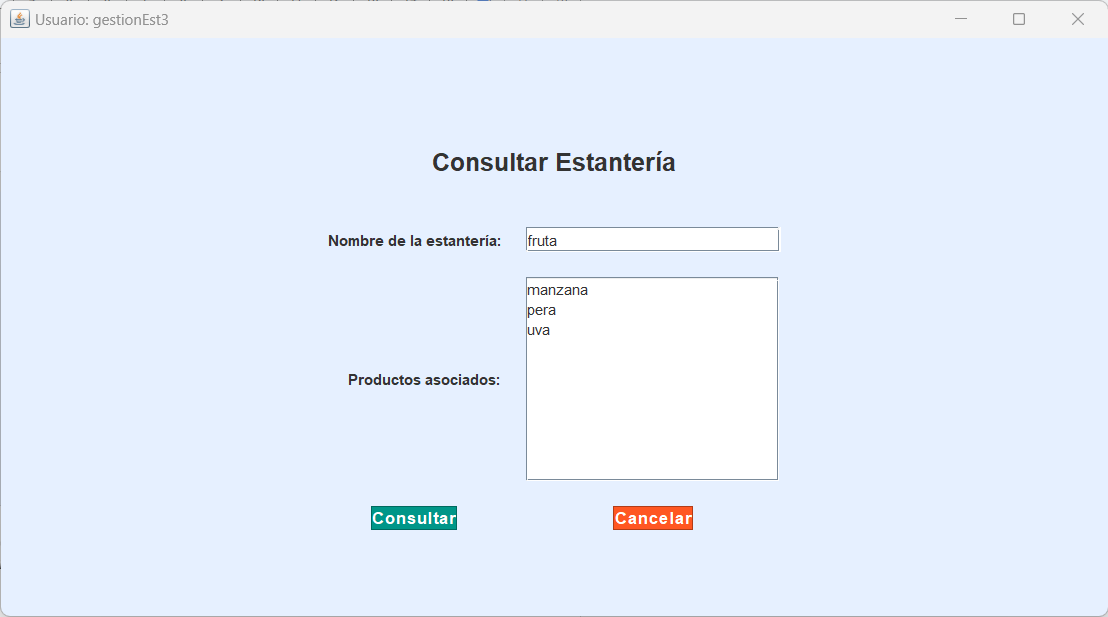 Usuario: gestionEst3
Consultar Estantería
Nombre de la estantería:
fruta
manzana
pera
uva
Productos asociados:
Consultar
Cancelar